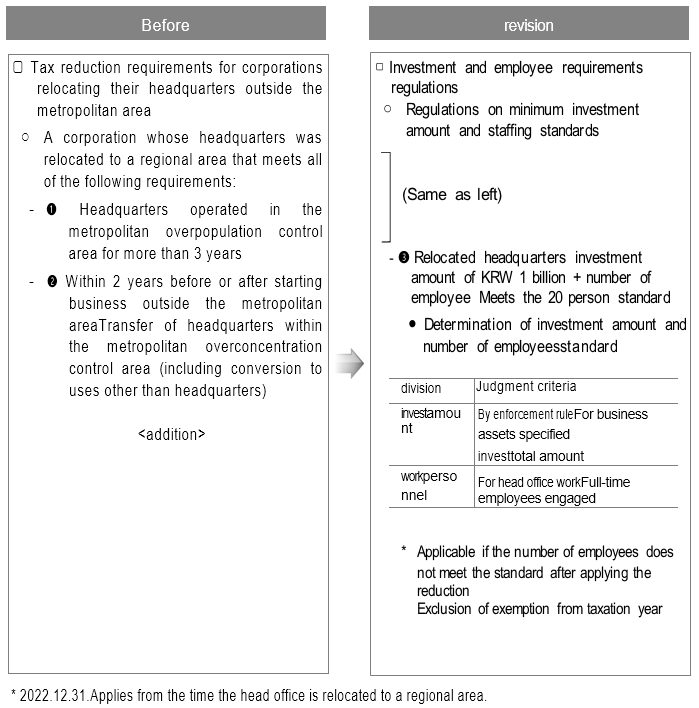 Before
□ Tax reduction requirements for corporations
relocating their headquarters outside the
metropolitan area
○ A corporation whose headquarters was
relocated to a regional area that meets all
of the following requirements:
- ❶ Headquarters operated in the
metropolitan overpopulation control
area for more than 3 years
- ❷ Within 2 years before or after starting
business outside the metropolitan
areaTransfer of headquarters within
the metropolitan overconcentration
control area (including conversion to
uses other than headquarters)
<addition>
revision
□ Investment and employee requirements
regulations
○ Regulations on minimum investment
amount and staffing standards
(Same as left)
- ❸ Relocated headquarters investment
amount of KRW 1 billion + number of
employee Meets the 20 person standard
● Determination of investment amount and
number of employeesstandard
division Judgment criteria
investamou
nt
By enforcement ruleFor business
assets specified
investtotal amount
workperso
nnel
For head office workFull-time
employees engaged
* Applicable if the number of employees does
not meet the standard after applying the
reduction
Exclusion of exemption from taxation year
* 2022.12.31.Applies from the time the head office is relocated to a regional area.